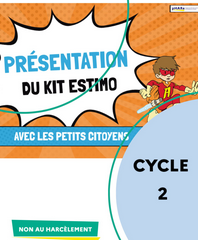 PRÉSENTATION
DU KIT ESTIMO
AVEC LES PETITS CITOYENS
CYCLE
2
NON AU HARCÈLEMENT